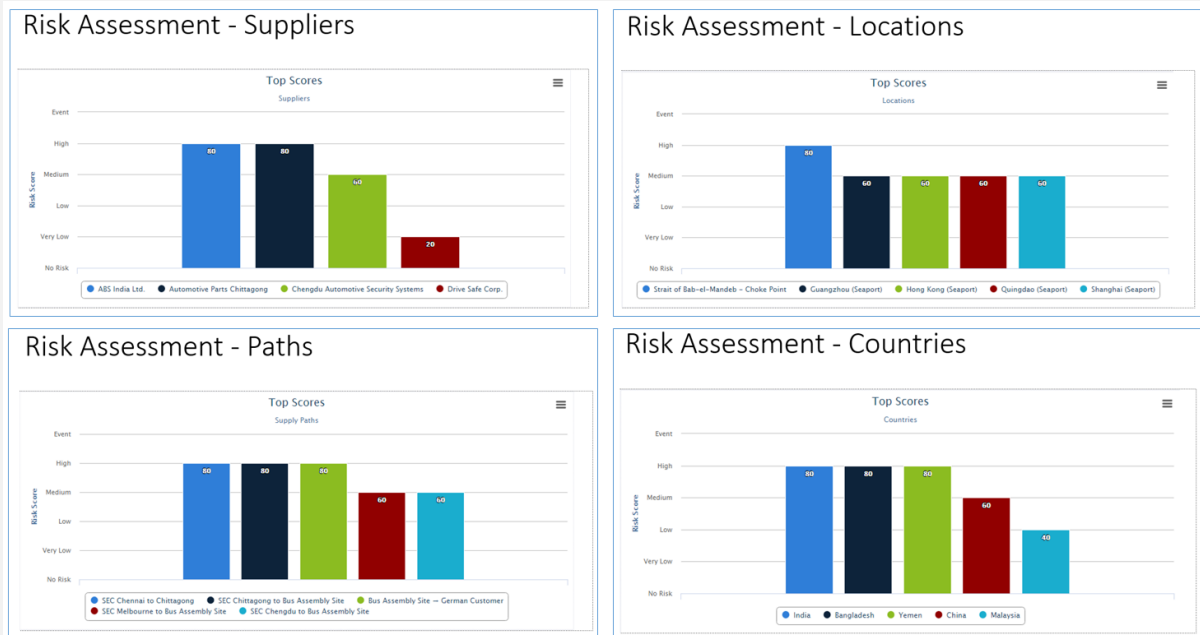 Risk Assessment - Suppliers
Top Scores
Suppliers
Event
High
Medium
Low
Very Low
No Risk
Risk Score
80
80
60
20
ABS India Ltd.
Automotive Parts Chittagong
Chengdu Automotive Security Systems
Drive Safe Corp.
Risk Assessment - Locations
Top Scores
Locations
Event
High
Medium
Low
Very Low
No Risk
Risk Score
80
60
60
60
60
Strait of Bab-el-Mandeb - Choke Point
Guangzhou (Seaport)
Hong Kong (Seaport)
Quingdao (Seaport)
Shanghai (Seaport)
Risk Assessment - Paths
Top Scores
Supply Paths
Event
High
Medium
Low
Very Low
No Risk
Risk Score
80
80
80
60
60
SEC Chennai to Chittagong
SEC Chittagong to Bus Assembly Site
Bus Assembly Site — German Customer
SEC Melbourne to Bus Assembly Site
SEC Chengdu to Bus Assembly Site
Risk Assessment - Countries
Top Scores
Countries
Event
High
Medium
Low
Very Low
No Risk
Risk Score
80
80
80
60
40
India
Bangladesh
Yemen
China
Malaysia